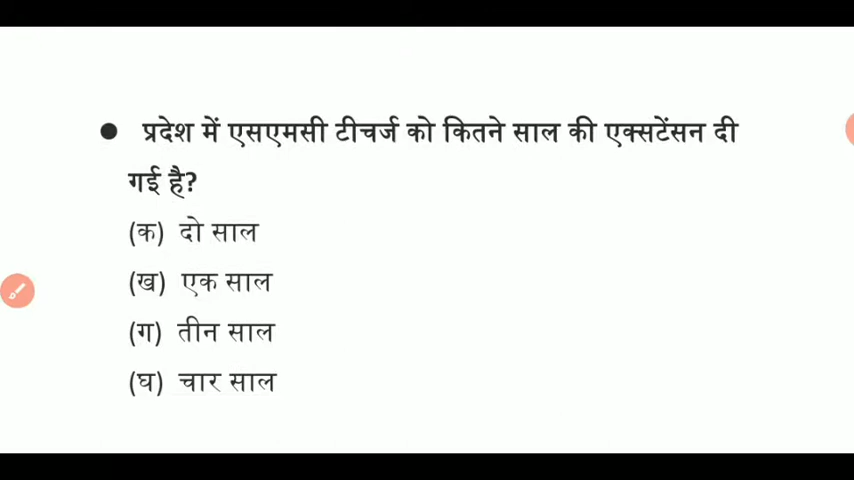 ● प्रदेश में एसएमसी टीचर्ज को कितने साल की एक्सटेंसन दी
गई है?
(क) दो साल
(ख) एक साल
(ग) तीन साल
(घ) चार साल